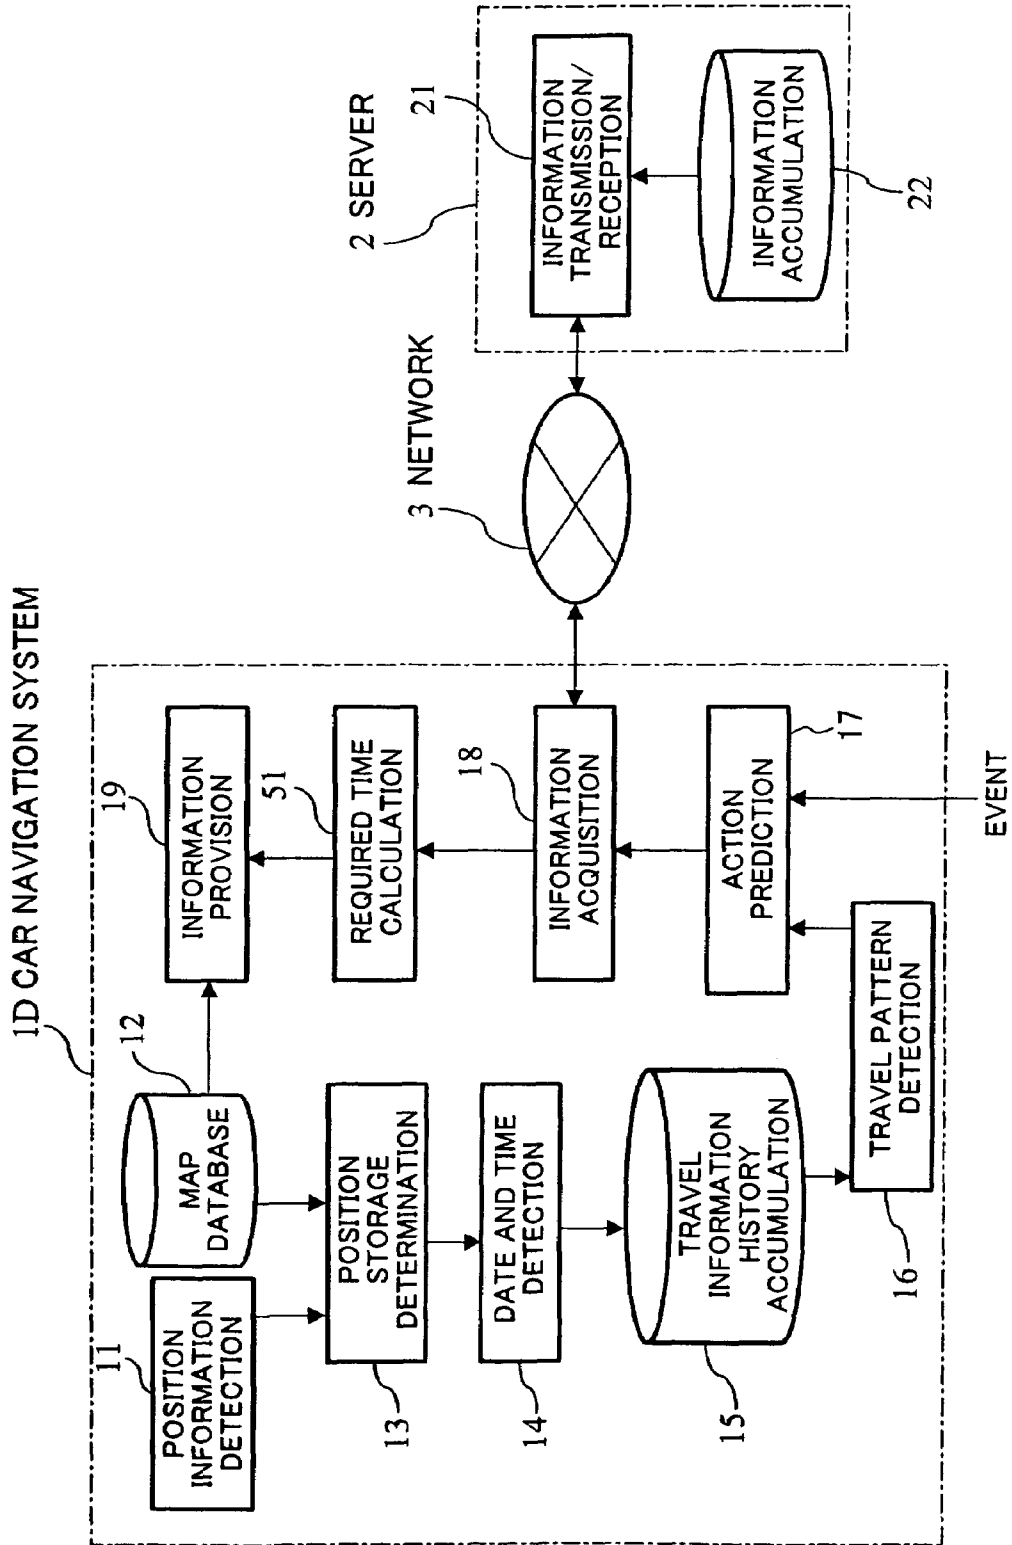 1D CAR NAVIGATION SYSTEM
11
POSITION
INFORMATION
DETECTION
12
MAP
DATABASE
19
INFORMATION
PROVISION
13
POSITION
STORAGE
DETERMINATION
51
REQUIRED TIME
CALCULATION
14
DATE AND TIME
DETECTION
18
INFORMATION
ACQUISITION
15
TRAVEL
INFORMATION
HISTORY
ACCUMULATION
17
ACTION
PREDICTION
16
TRAVEL PATTERN
DETECTION
EVENT
3 NETWORK
2 SERVER
21
INFORMATION
TRANSMISSION/
RECEPTION
22
INFORMATION
ACCUMULATION